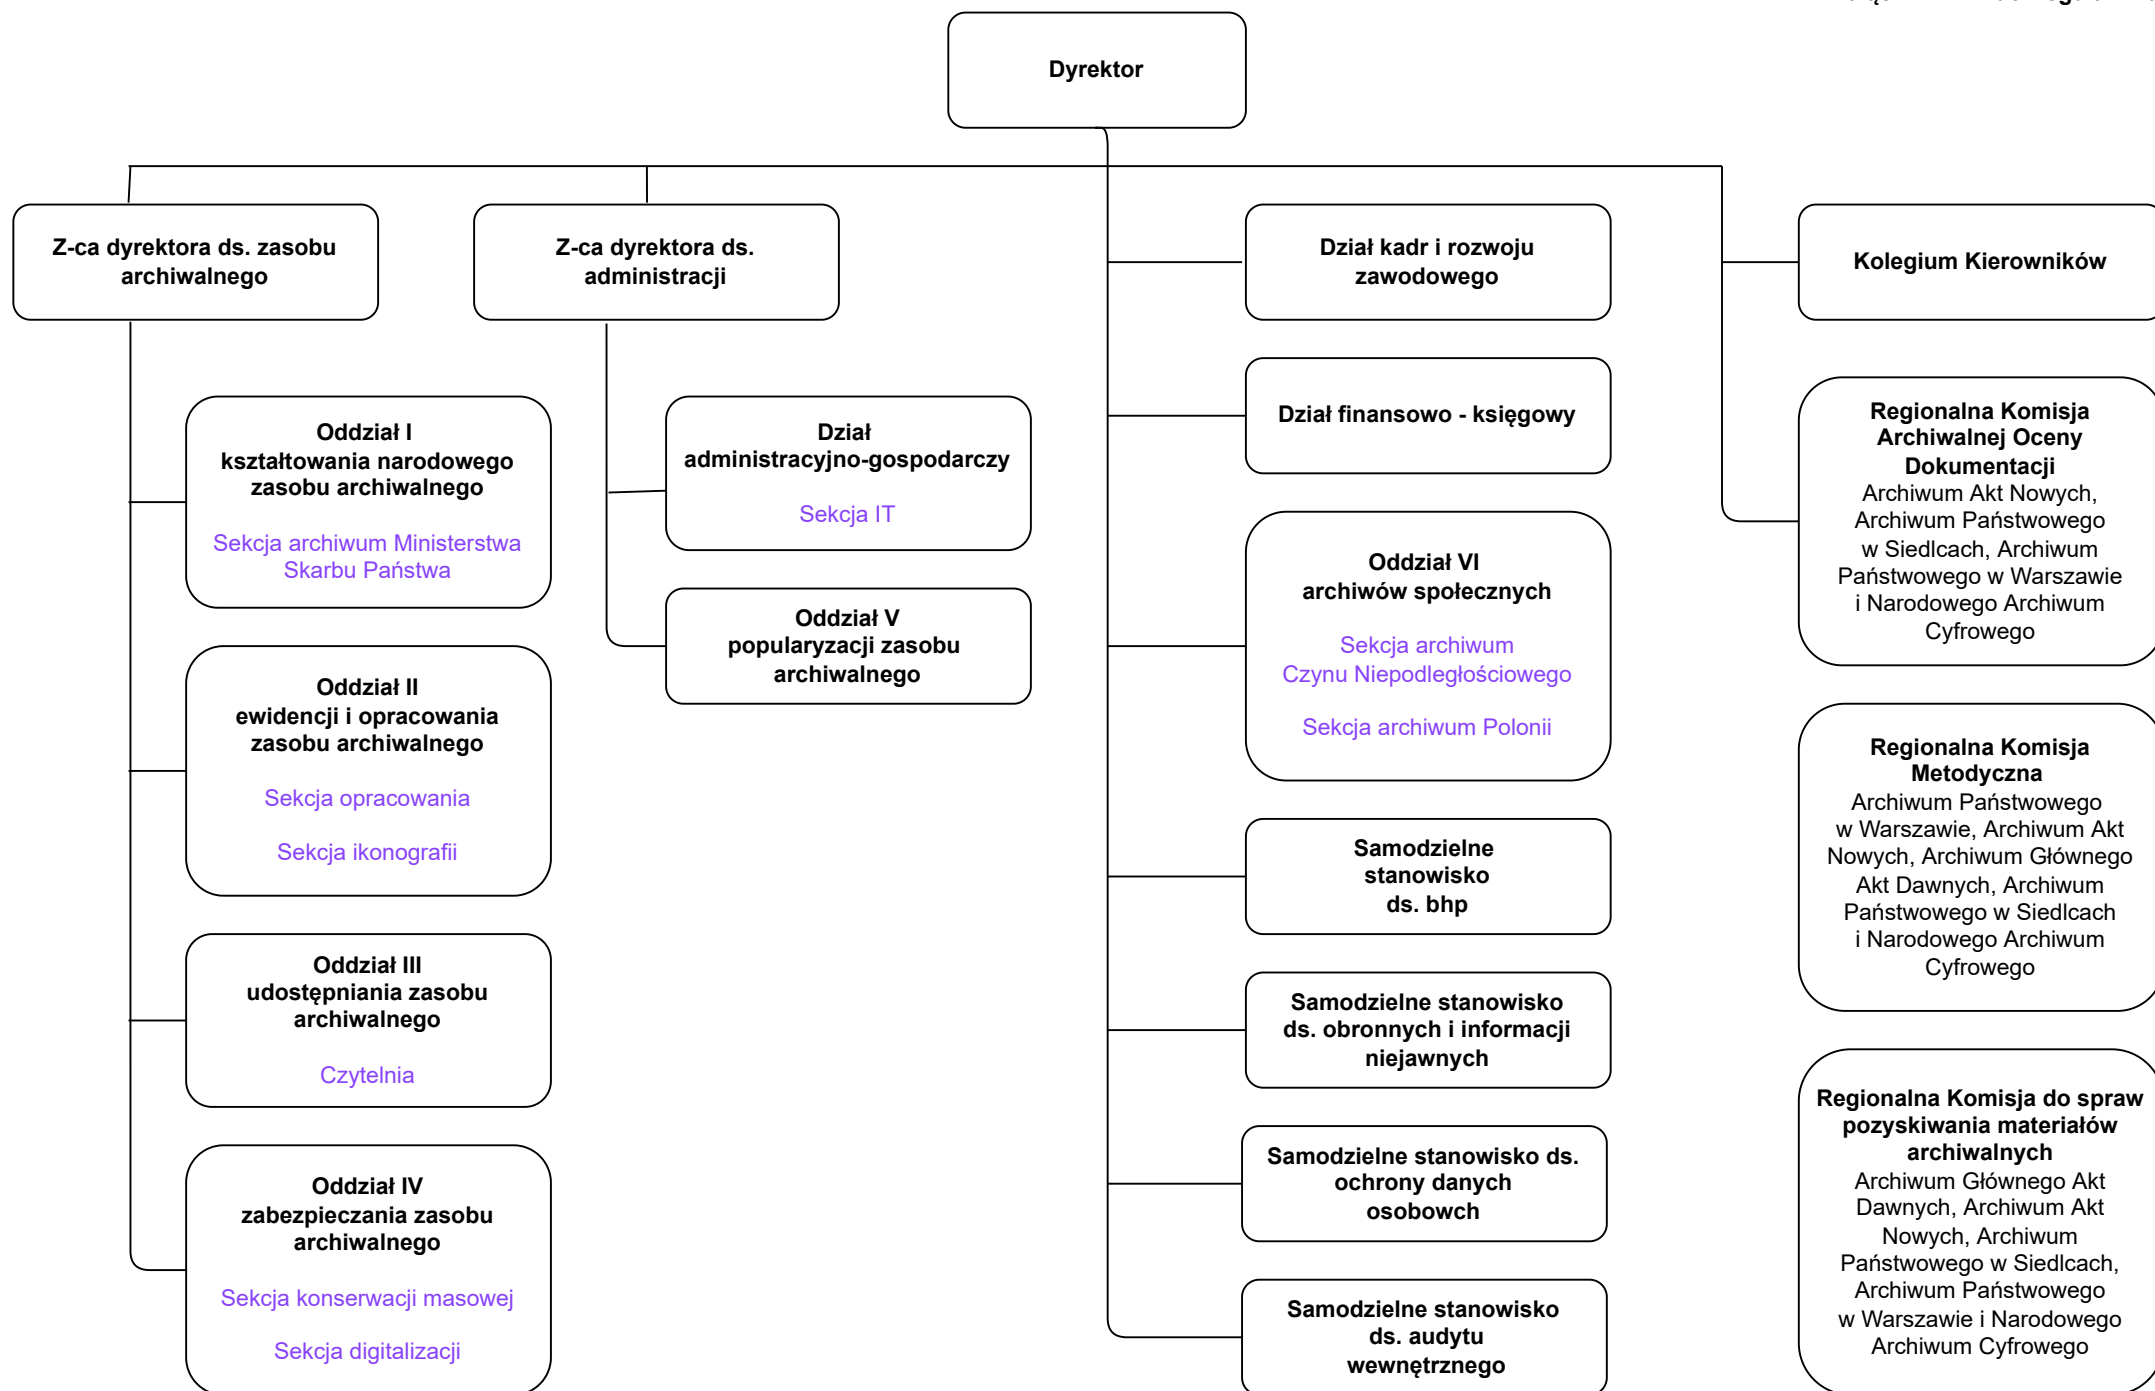 Dyrektor
Z-ca dyrektora ds. zasobu
archiwalnego
Z-ca dyrektora ds.
administracji
Dział kadr i rozwoju
zawodowego
Kolegium Kierowników
Oddział I
kształtowania narodowego
zasobu archiwalnego
Sekcja archiwum Ministerstwa
Skarbu Państwa
Oddział II
ewidencji i opracowania
zasobu archiwalnego
Sekcja opracowania
Sekcja ikonografii
Oddział III
udostępniania zasobu
archiwalnego
Czytelnia
Oddział IV
zabezpieczania zasobu
archiwalnego
Sekcja konserwacji masowej
Sekcja digitalizacji
Dział
administracyjno-gospodarczy
Sekcja IT
Oddział V
popularyzacji zasobu
archiwalnego
Dział finansowo - księgowy
Oddział VI
archiwów społecznych
Sekcja archiwum
Czynu Niepodległościowego
Sekcja archiwum Polonii
Samodzielne
stanowisko
ds. bhp
Samodzielne stanowisko
ds. obronnych i informacji
niejawnych
Samodzielne stanowisko ds.
ochrony danych
osobowch
Samodzielne stanowisko
ds. audytu
wewnętrznego
Regionalna Komisja
Archiwalnej Oceny
Dokumentacji
Archiwum Akt Nowych,
Archiwum Państwowego
w Siedlcach, Archiwum
Państwowego w Warszawie
i Narodowego Archiwum
Cyfrowego
Regionalna Komisja
Metodyczna
Archiwum Państwowego
w Warszawie, Archiwum Akt
Nowych, Archiwum Głównego
Akt Dawnych, Archiwum
Państwowego w Siedlcach
i Narodowego Archiwum
Cyfrowego
Regionalna Komisja do spraw
pozyskiwania materiałów
archiwalnych
Archiwum Głównego Akt
Dawnych, Archiwum Akt
Nowych, Archiwum
Państwowego w Siedlcach,
Archiwum Państwowego
w Warszawie i Narodowego
Archiwum Cyfrowego